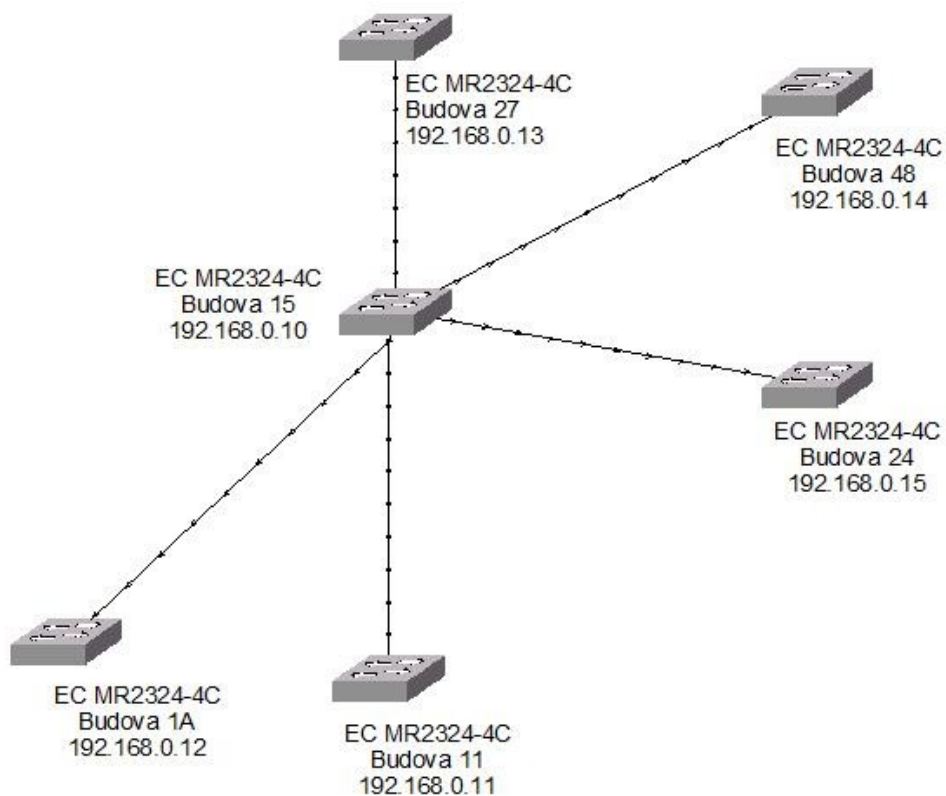 EC MR2324-4C
Budova 27
192.168.0.13
EC MR2324-4C
Budova 48
192.168.0.14
EC MR2324-4C
Budova 15
192.168.0.10
EC MR2324-4C
Budova 24
192.168.0.15
EC MR2324-4C
Budova 1A
192.168.0.12
EC MR2324-4C
Budova 11
192.168.0.11